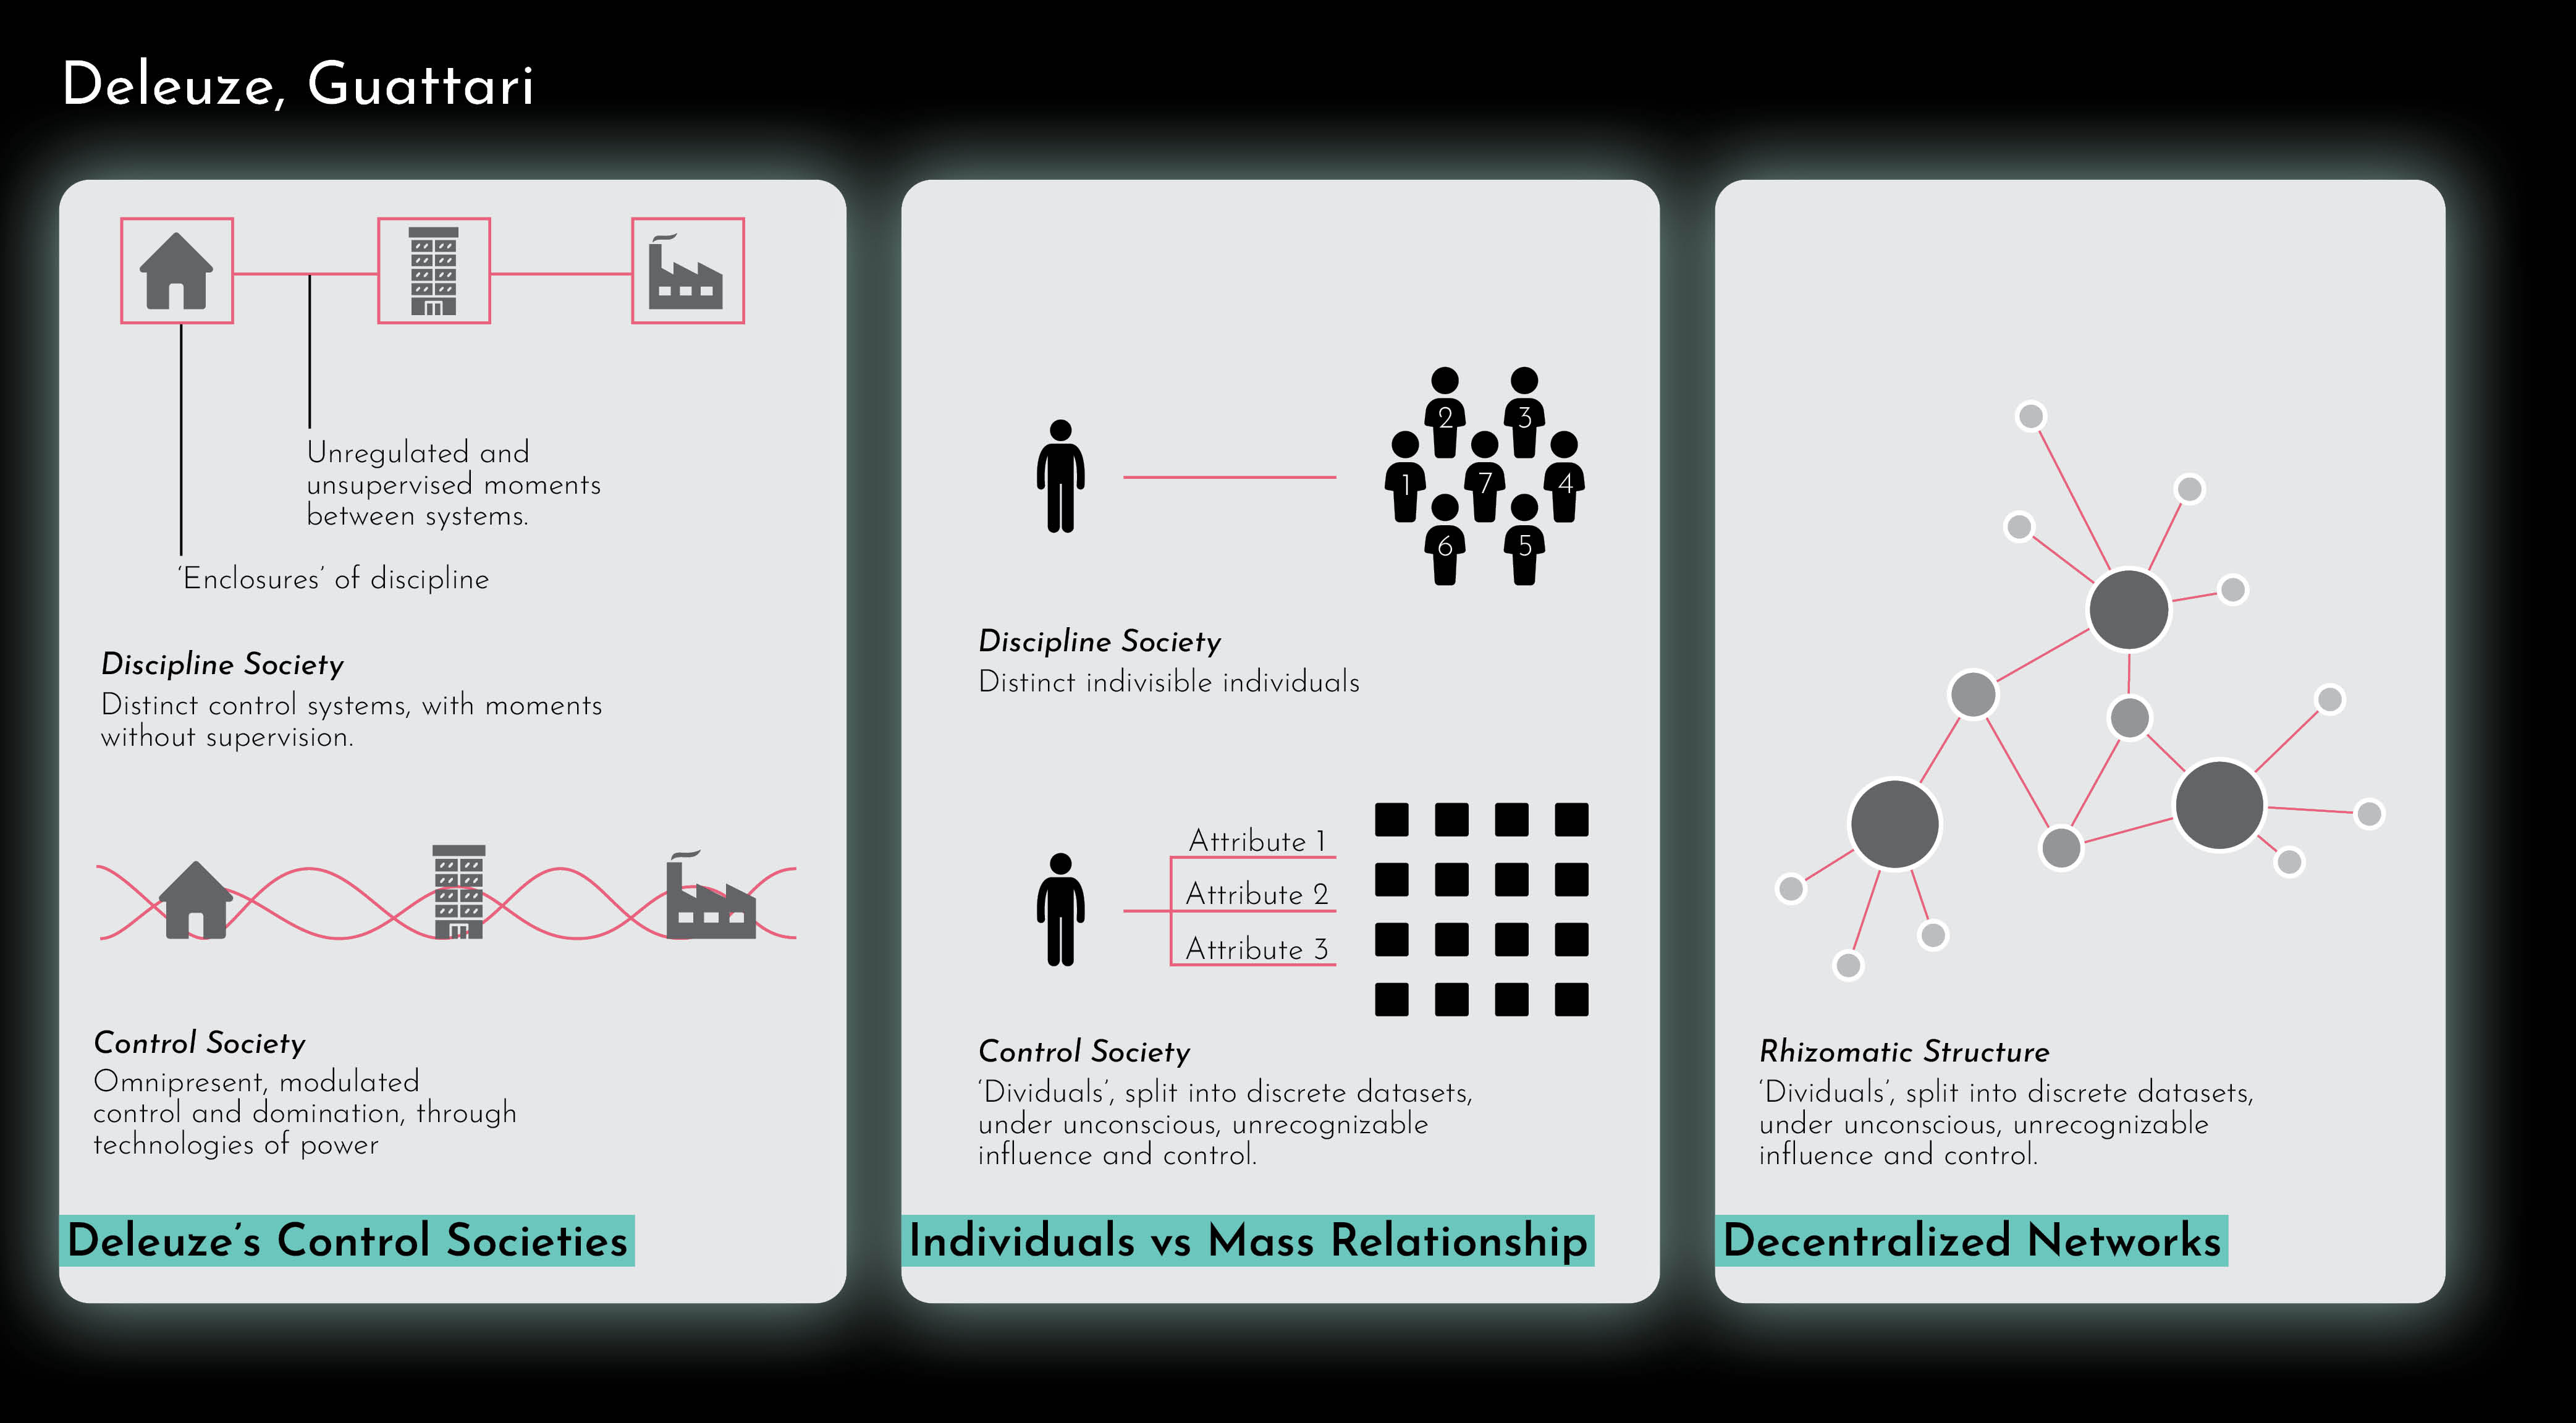 Deleuze, Guattari
Unregulated and
unsupervised moments
between systems.
‘Enclosures’ of discipline
Discipline Society
Distinct control systems, with moments
without supervision.
Control Society
Omnipresent, modulated
control and domination, through
technologies of power
Deleuze’s Control Societies
2 3
1 7 4
6 5
Discipline Society
Distinct indivisible individuals
Attribute 1
Attribute 2
Attribute 3
Control Society
‘Dividuals’, split into discrete datasets,
under unconscious, unrecognizable
influence and control.
Individuals vs Mass Relationship
Rhizomatic Structure
‘Dividuals’, split into discrete datasets,
under unconscious, unrecognizable
influence and control.
Decentralized Networks